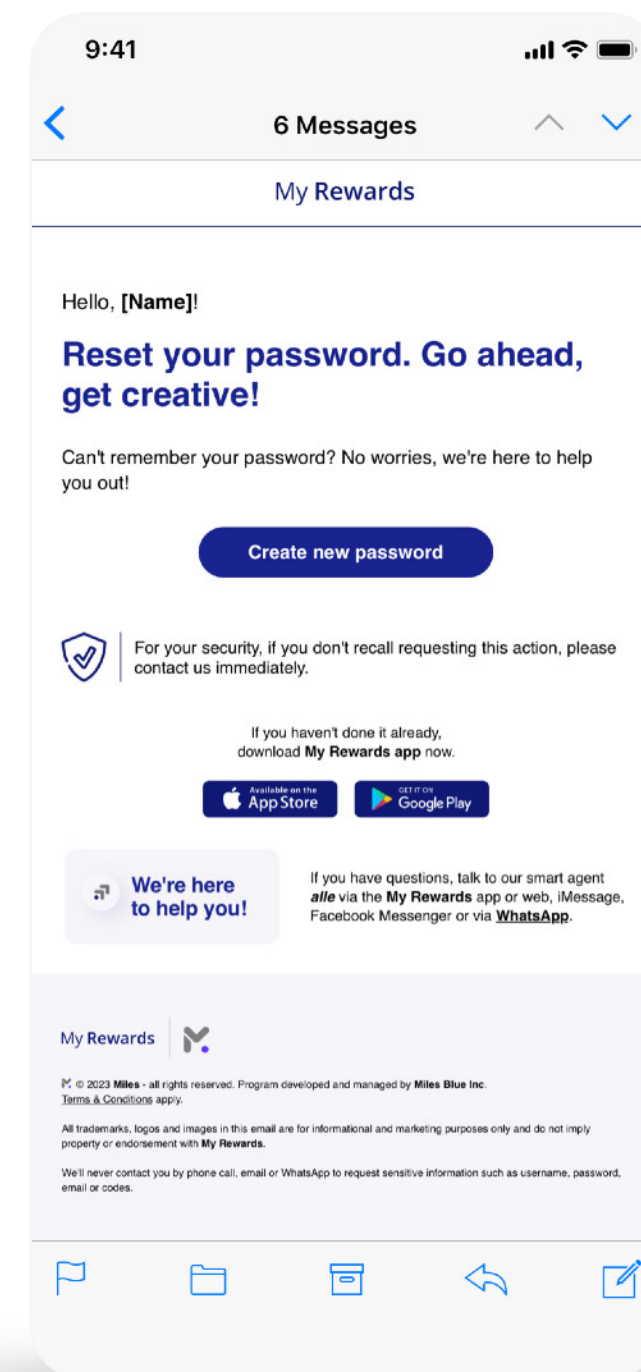 9:41
6 Messages
My Rewards
Hello, [Name]!
Reset your password. Go ahead,
get creative!
Can't remember your password? No worries, we're here to help
you out!
Create new password
For your security, if you don't recall requesting this action, please
contact us immediately.
If you haven't done it already,
download My Rewards app now.
Available on the
App Store
GET IT ON
Google Play
We're here
to help you!
If you have questions, talk to our smart agent
alle via the My Rewards app or web, iMessage,
Facebook Messenger or via WhatsApp.
My Rewards
© 2023 Miles - all rights reserved. Program developed and managed by Miles Blue Inc.
Terms & Conditions apply.
All trademarks, logos and images in this email are for informational and marketing purposes only and do not imply
property or endorsement with My Rewards.
We'll never contact you by phone call, email or WhatsApp to request sensitive information such as username, password,
email or codes.